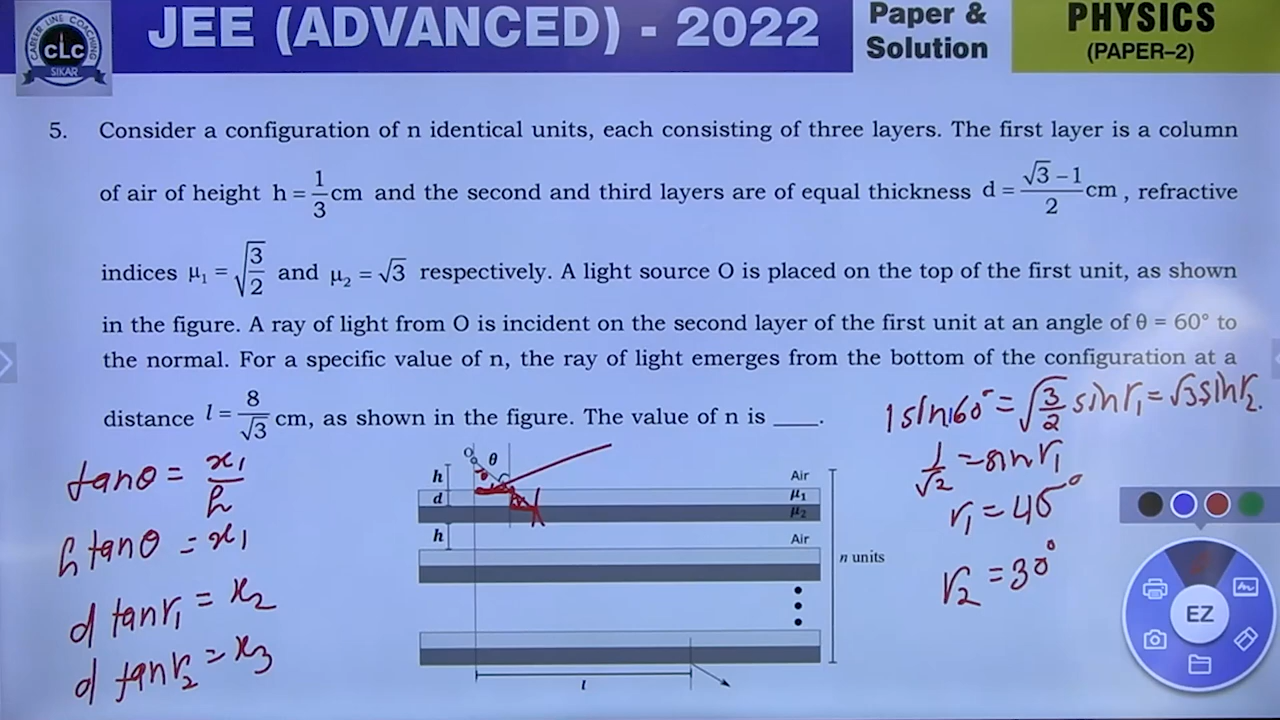 CAREER LINE COACHING
CLC
SIKAR
JEE (ADVANCED) - 2022
Paper &
Solution
PHYSICS
(PAPER–2)
5. Consider a configuration of n identical units, each consisting of three layers. The first layer is a column
of air of height h = 1/3 cm and the second and third layers are of equal thickness d = (√3 − 1)/2 cm , refractive
indices μ₁ = √(3/2) and μ₂ = √3 respectively. A light source O is placed on the top of the first unit, as shown
in the figure. A ray of light from O is incident on the second layer of the first unit at an angle of θ = 60° to
the normal. For a specific value of n, the ray of light emerges from the bottom of the configuration at a
distance l = 8/√3 cm, as shown in the figure. The value of n is ____.
tanθ = x₁/h
h tanθ = x₁
d tan r₁ = x₂
d tan r₂ = x₃
O θ
θ
h
d
h
Air
μ₁
μ₂
Air
n units
l
1 sin 60° = √(3/2) sin r₁ = √3 sin r₂.
1/√2 = sin r₁
r₁ = 45°
r₂ = 30°
EZ